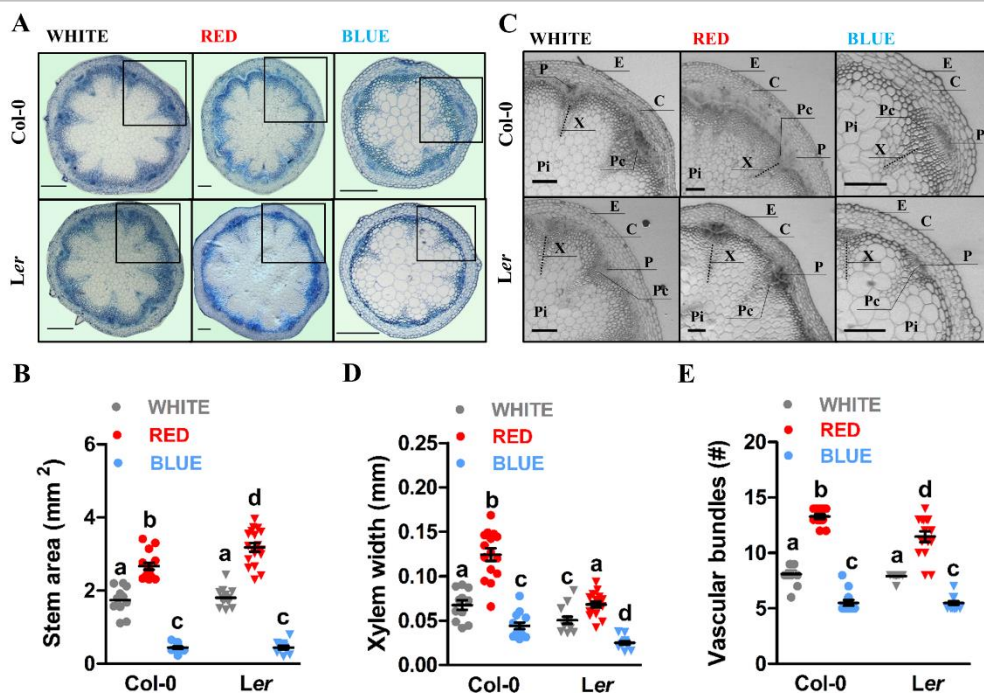 A
WHITE RED BLUE
Col-0
Ler
C
WHITE RED BLUE
P E X C Pc Pi
E C Pc P X Pi
E C Pc P X Pi
E C X P Pc Pi
E C X P Pc Pi
E C X P Pc Pi
Col-0
Ler
B
WHITE
RED
BLUE
Stem area (mm 2)
6
4
2
0
a b c a d c
Col-0 Ler
D
WHITE
RED
BLUE
Xylem width (mm)
0.25
0.20
0.15
0.10
0.05
0.00
a b c c a d
Col-0 Ler
E
WHITE
RED
BLUE
Vascular bundles (#)
20
15
10
5
0
a b c a d c
Col-0 Ler